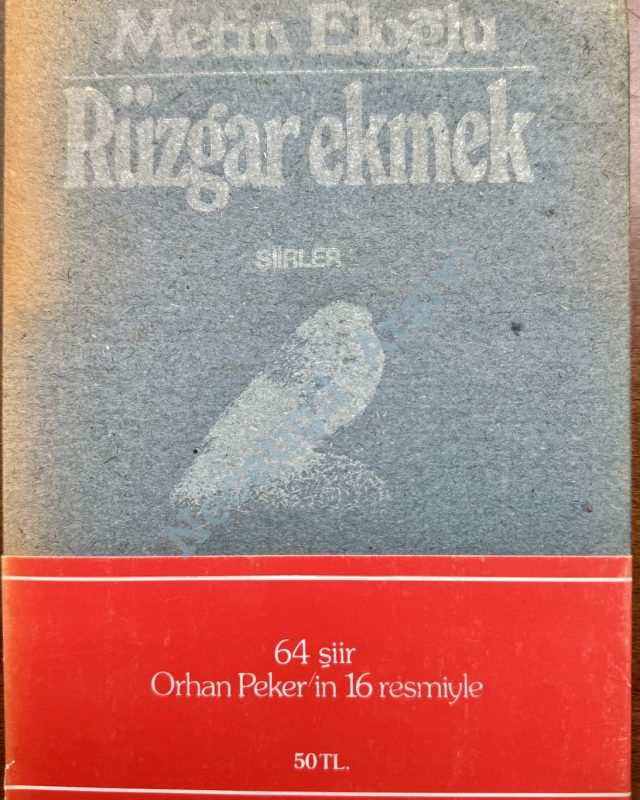 Metin Eloğlu
Rüzgar ekmek
ŞİİRLER
64 şiir
Orhan Peker'in 16 resmiyle
50 TL.